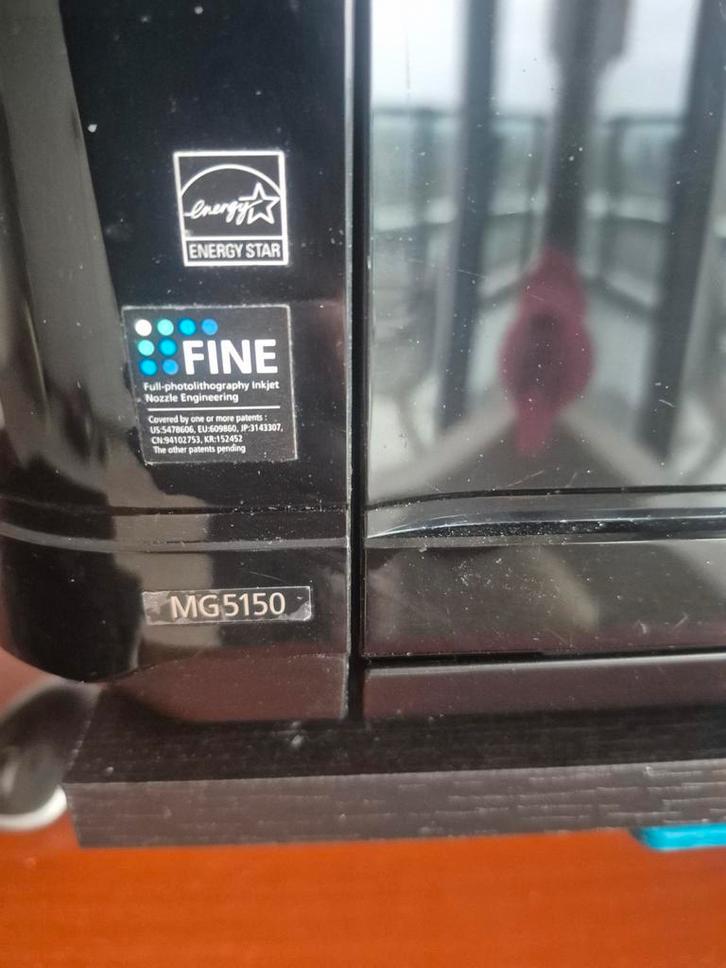 energy
ENERGY STAR
FINE
Full-photolithography Inkjet
Nozzle Engineering
Covered by one or more patents :
US:5478606, EU:609860, JP:3143307,
CN:94102753, KR:152452
The other patents pending
MG5150